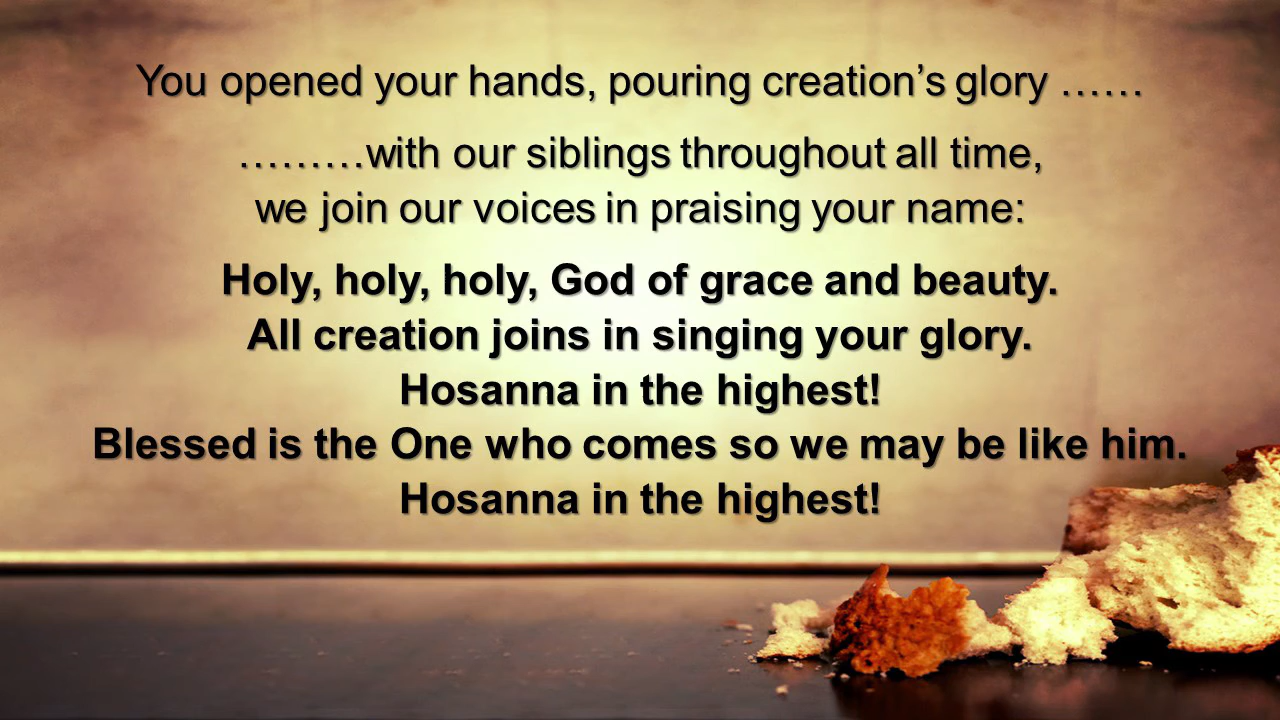 You opened your hands, pouring creation’s glory ……
………with our siblings throughout all time,
we join our voices in praising your name:
Holy, holy, holy, God of grace and beauty.
All creation joins in singing your glory.
Hosanna in the highest!
Blessed is the One who comes so we may be like him.
Hosanna in the highest!